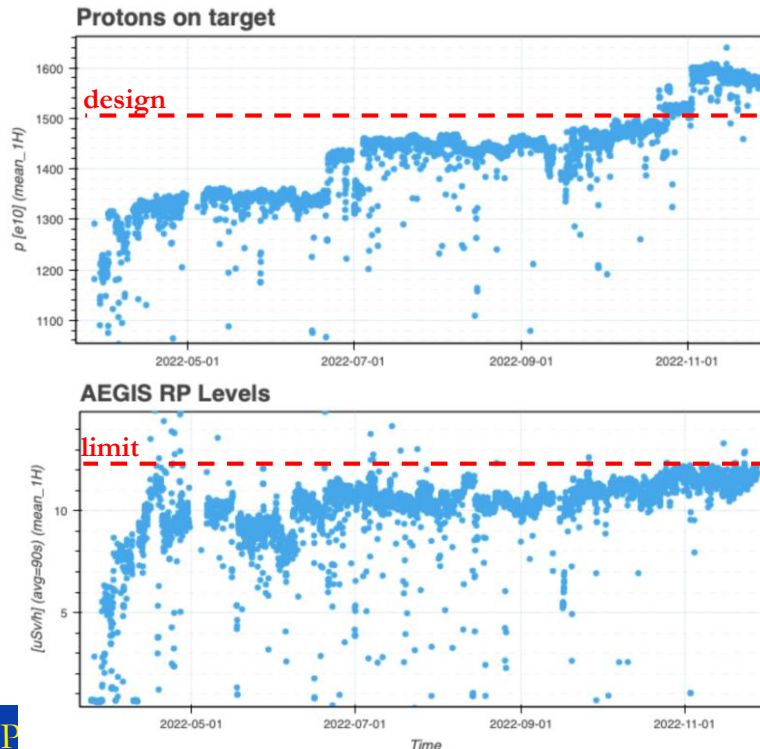 Protons on target
p [e10] (mean_1H)
1600
1500
1400
1300
1200
1100
design
2022-05-01 2022-07-01 2022-09-01 2022-11-01
AEGIS RP Levels
[uSv/h] (avg=90s) (mean_1H)
10
5
limit
2022-05-01 2022-07-01 2022-09-01 2022-11-01
Time
P